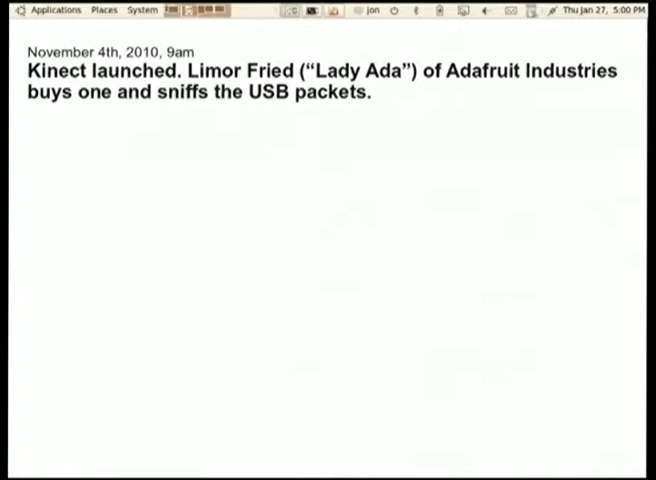 Applications Places System jon Thu Jan 27, 5:00 PM
November 4th, 2010, 9am
Kinect launched. Limor Fried (“Lady Ada”) of Adafruit Industries
buys one and sniffs the USB packets.